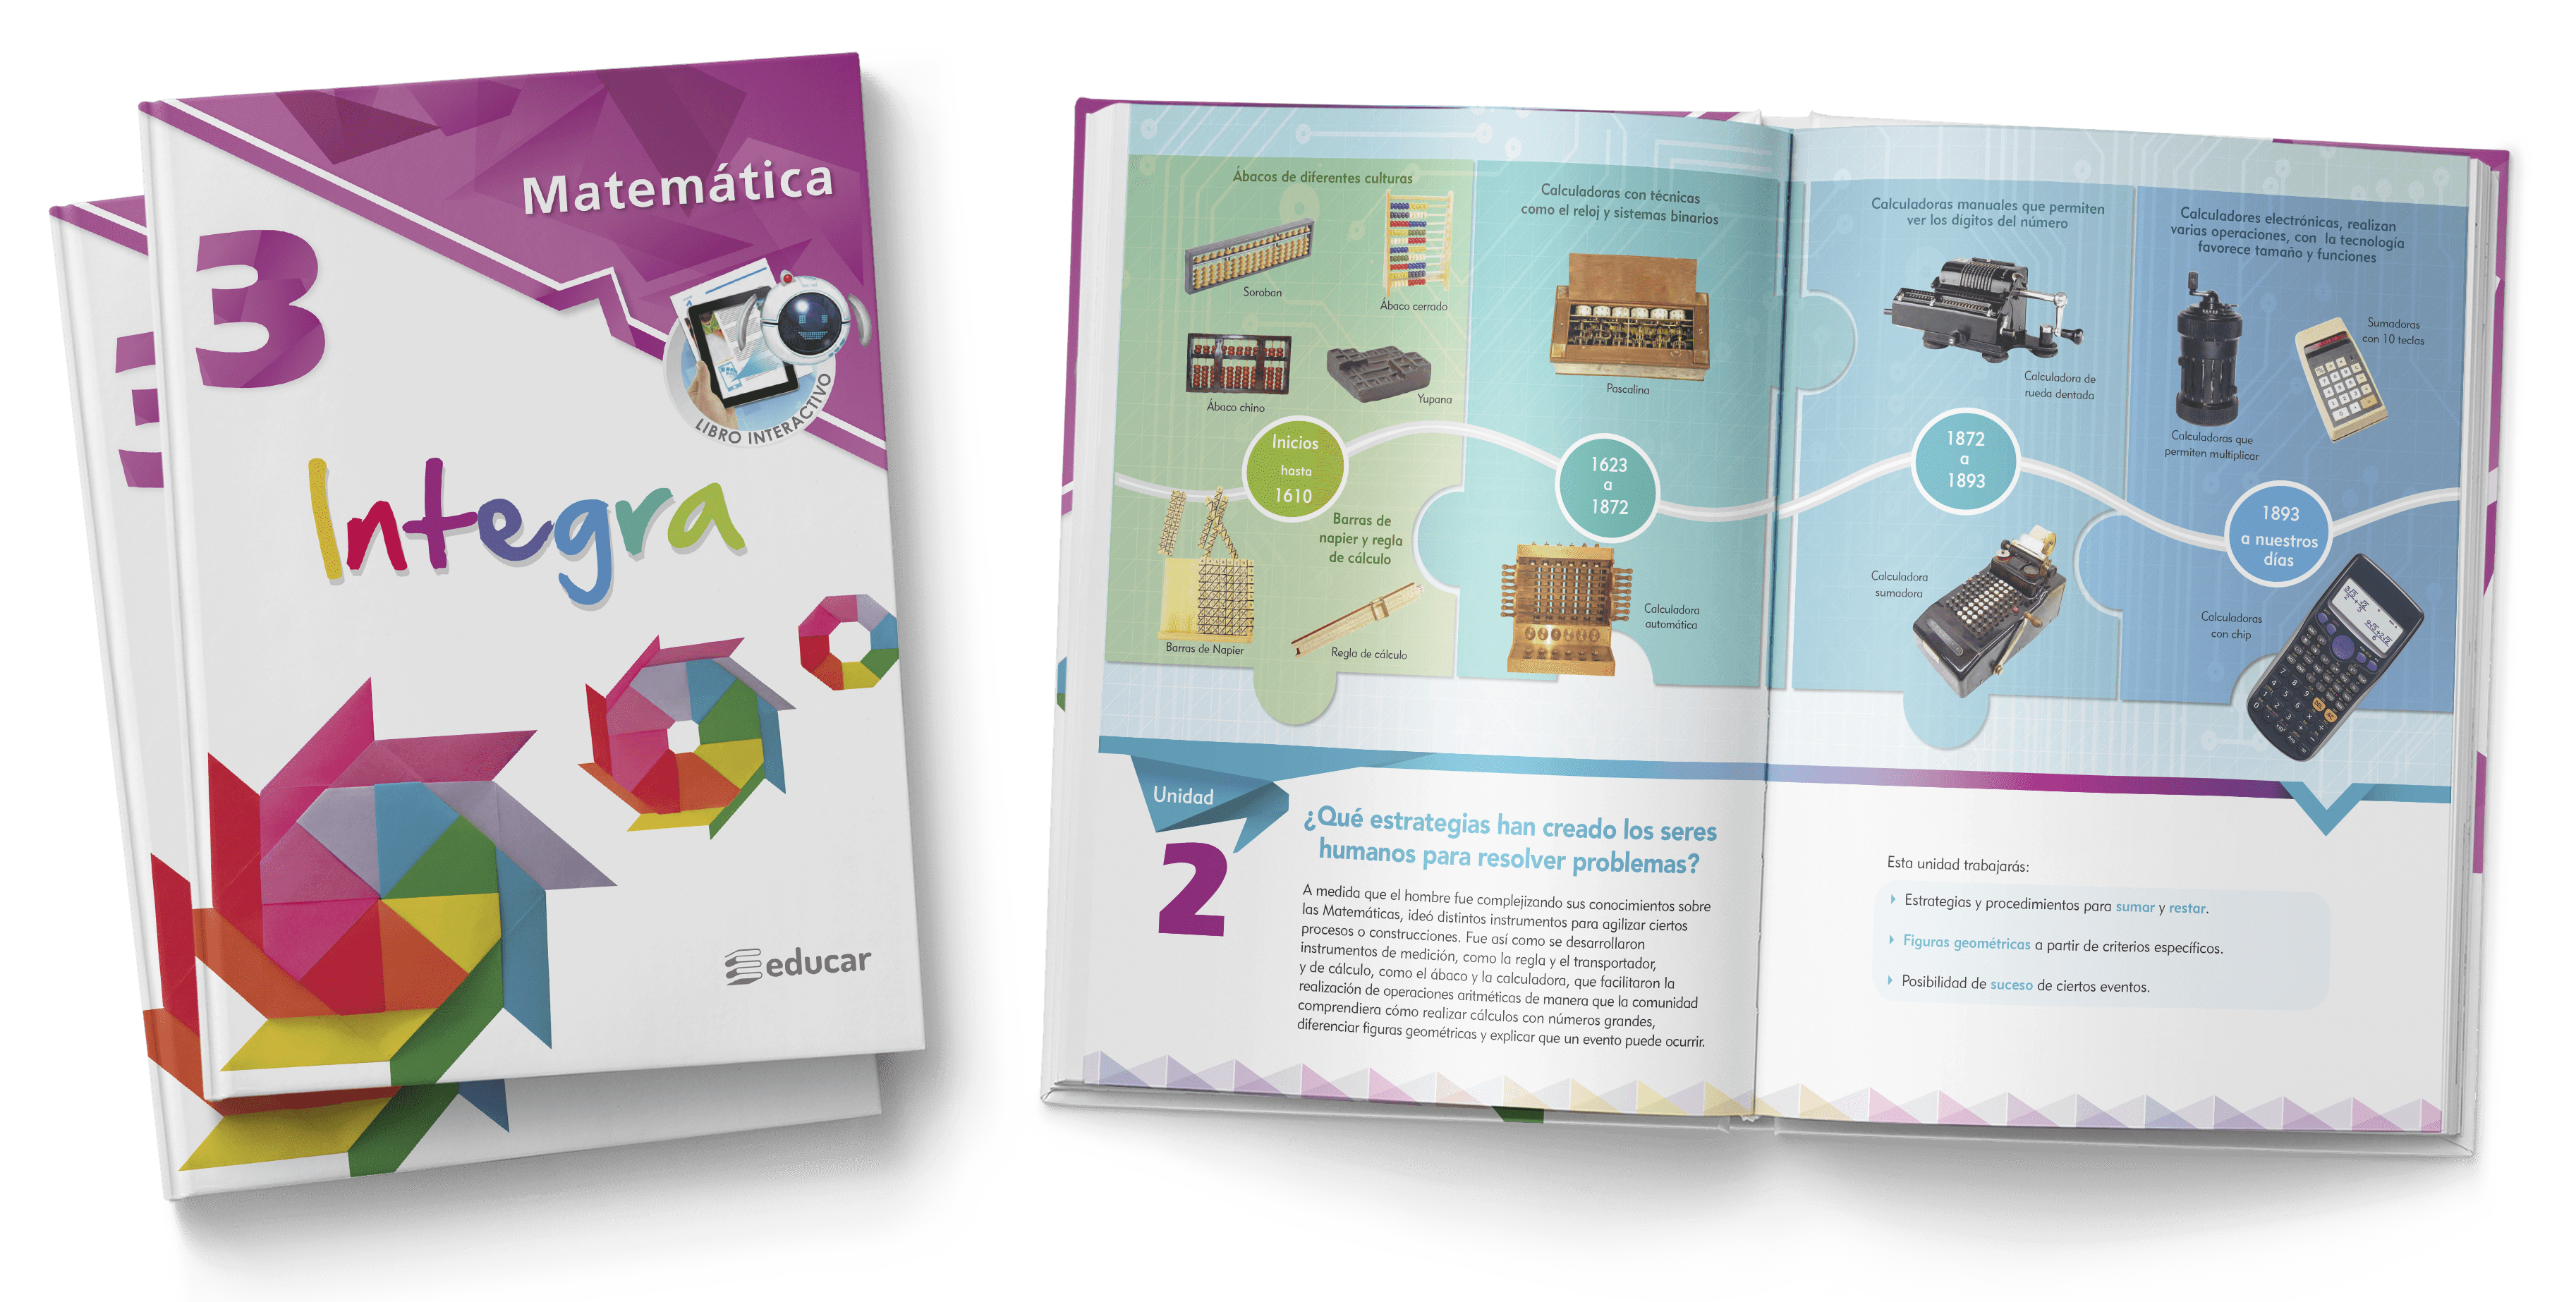 Matemática
3
LIBRO INTERACTIVO
Integra
educar
Ábacos de diferentes culturas
Soroban
Ábaco cerrado
Ábaco chino
Yupana
Inicios
hasta
1610
Barras de
napier y regla
de cálculo
Barras de Napier
Regla de cálculo
Calculadoras con técnicas
como el reloj y sistemas binarios
Pascalina
1623
a
1872
Calculadora
automática
Calculadoras manuales que permiten
ver los dígitos del número
Calculadora de
rueda dentada
1872
a
1893
Calculadora
sumadora
Calculadores electrónicas, realizan
varias operaciones, con la tecnología
favorece tamaño y funciones
Sumadoras
con 10 teclas
Calculadoras que
permiten multiplicar
1893
a nuestros
días
Calculadoras
con chip
Unidad
2
¿Qué estrategias han creado los seres
humanos para resolver problemas?
A medida que el hombre fue complejizando sus conocimientos sobre
las Matemáticas, ideó distintos instrumentos para agilizar ciertos
procesos o construcciones. Fue así como se desarrollaron
instrumentos de medición, como la regla y el transportador,
y de cálculo, como el ábaco y la calculadora, que facilitaron la
realización de operaciones aritméticas de manera que la comunidad
comprendiera cómo realizar cálculos con números grandes,
diferenciar figuras geométricas y explicar que un evento puede ocurrir.
Esta unidad trabajarás:
Estrategias y procedimientos para sumar y restar.
Figuras geométricas a partir de criterios específicos.
Posibilidad de suceso de ciertos eventos.